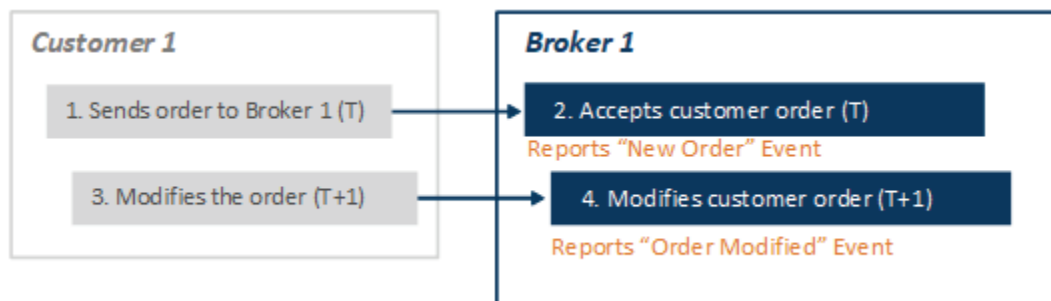 Customer 1
Broker 1
1. Sends order to Broker 1 (T)
2. Accepts customer order (T)
Reports “New Order” Event
3. Modifies the order (T+1)
4. Modifies customer order (T+1)
Reports “Order Modified” Event